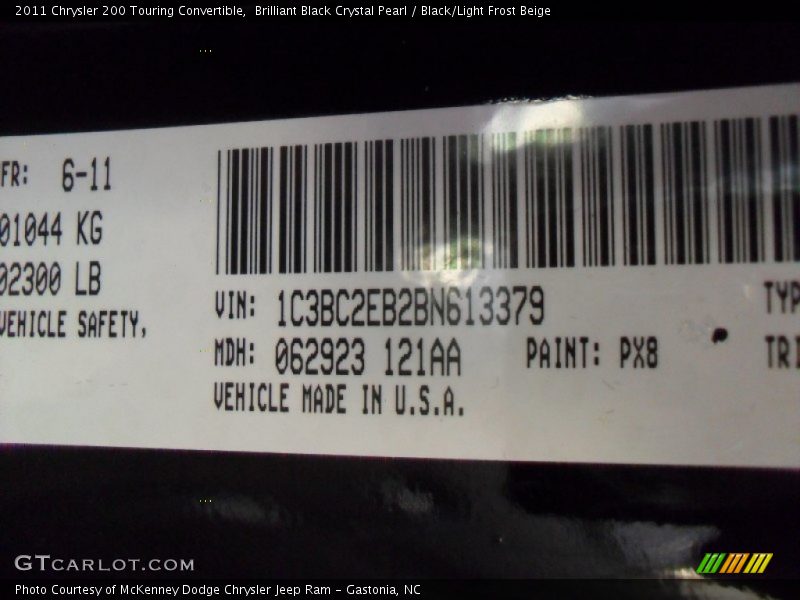 2011 Chrysler 200 Touring Convertible,  Brilliant Black Crystal Pearl / Black/Light Frost Beige
FR: 6-11
01044 KG
02300 LB
VEHICLE SAFETY,
VIN: 1C3BC2EB2BN613379
MDH: 062923 121AA PAINT: PX8
VEHICLE MADE IN U.S.A.
TYP
TRI
GTCARLOT.COM
Photo Courtesy of McKenney Dodge Chrysler Jeep Ram - Gastonia, NC